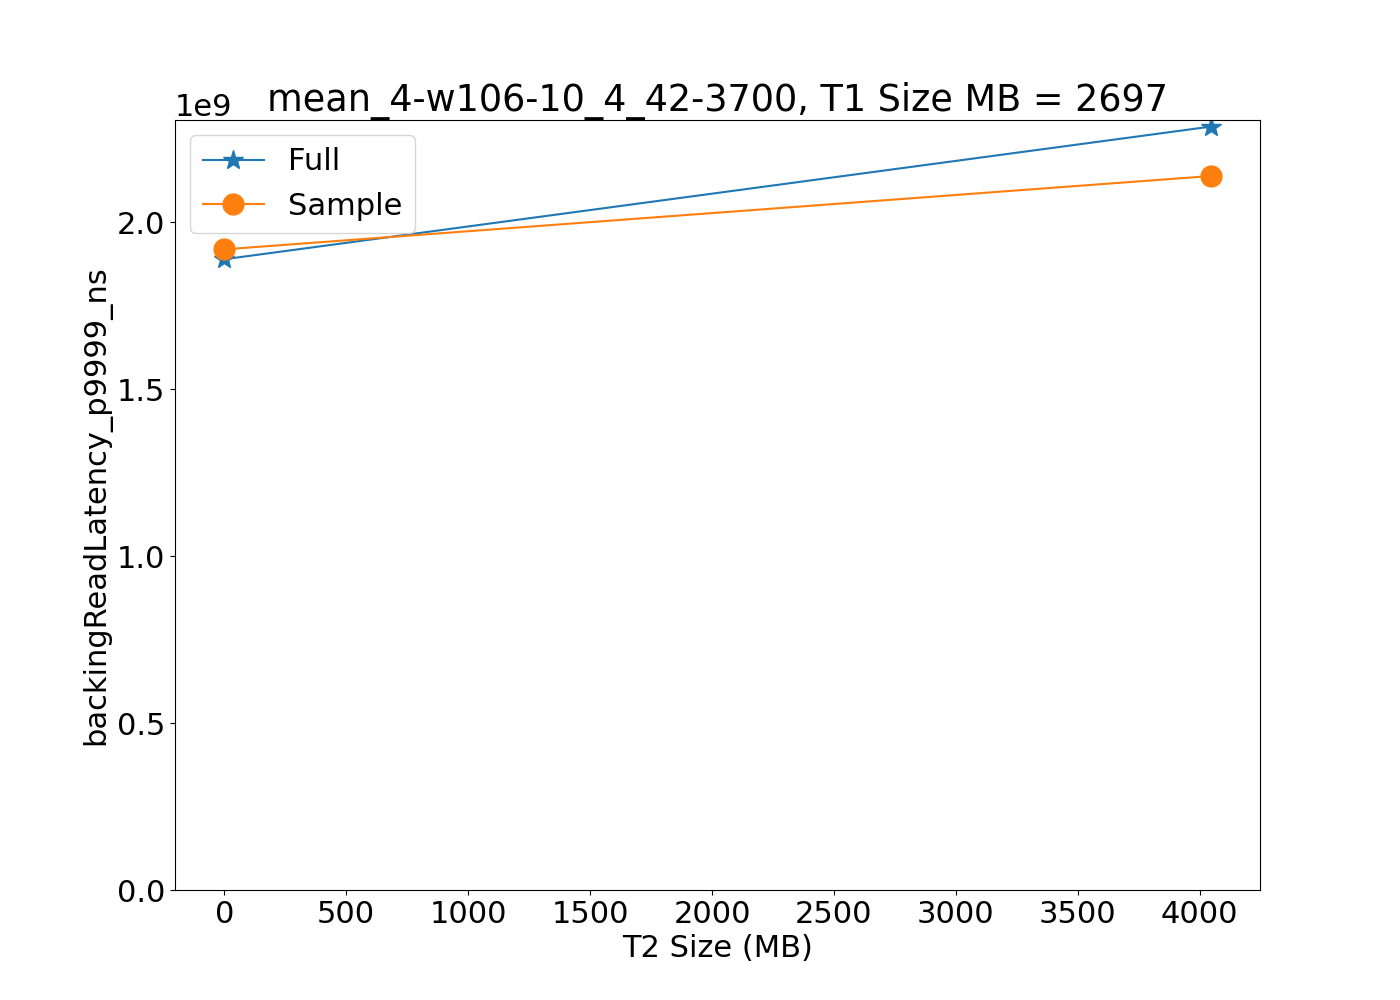 1e9
mean_4-w106-10_4_42-3700, T1 Size MB = 2697
Full
Sample
2.0
1.5
1.0
0.5
0.0
backingReadLatency_p9999_ns
0 500 1000 1500 2000 2500 3000 3500 4000
T2 Size (MB)